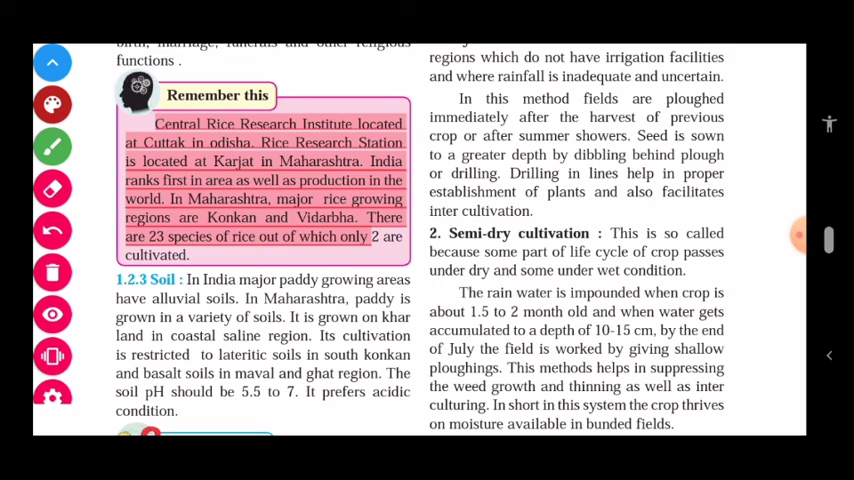 birth, marriage, funerals and other religious
functions .
Remember this
Central Rice Research Institute located
at Cuttak in odisha. Rice Research Station
is located at Karjat in Maharashtra. India
ranks first in area as well as production in the
world. In Maharashtra, major rice growing
regions are Konkan and Vidarbha. There
are 23 species of rice out of which only 2 are
cultivated.
1.2.3 Soil : In India major paddy growing areas
have alluvial soils. In Maharashtra, paddy is
grown in a variety of soils. It is grown on khar
land in coastal saline region. Its cultivation
is restricted to lateritic soils in south konkan
and basalt soils in maval and ghat region. The
soil pH should be 5.5 to 7. It prefers acidic
condition.
regions which do not have irrigation facilities
and where rainfall is inadequate and uncertain.
In this method fields are ploughed
immediately after the harvest of previous
crop or after summer showers. Seed is sown
to a greater depth by dibbling behind plough
or drilling. Drilling in lines help in proper
establishment of plants and also facilitates
inter cultivation.
2. Semi-dry cultivation : This is so called
because some part of life cycle of crop passes
under dry and some under wet condition.
The rain water is impounded when crop is
about 1.5 to 2 month old and when water gets
accumulated to a depth of 10-15 cm, by the end
of July the field is worked by giving shallow
ploughings. This methods helps in suppressing
the weed growth and thinning as well as inter
culturing. In short in this system the crop thrives
on moisture available in bunded fields.